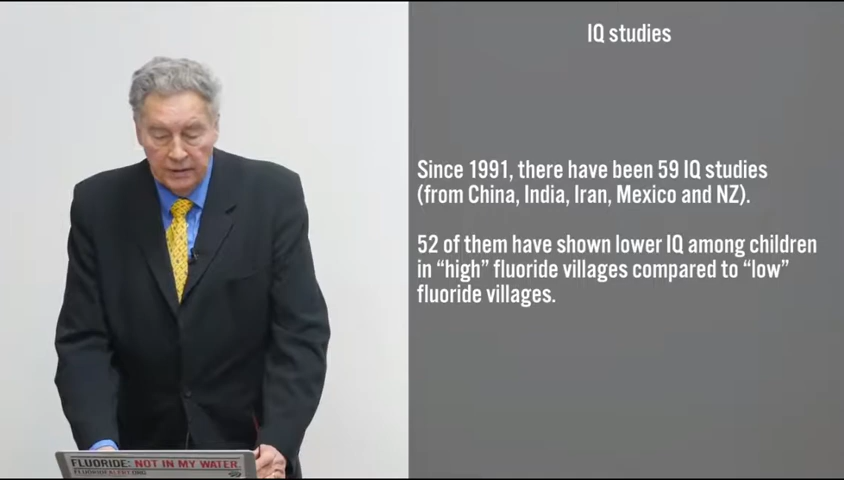 IQ studies
Since 1991, there have been 59 IQ studies
(from China, India, Iran, Mexico and NZ).
52 of them have shown lower IQ among children
in “high” fluoride villages compared to “low”
fluoride villages.
FLUORIDE: NOT IN MY WATER.
FLUORIDEALERT.ORG